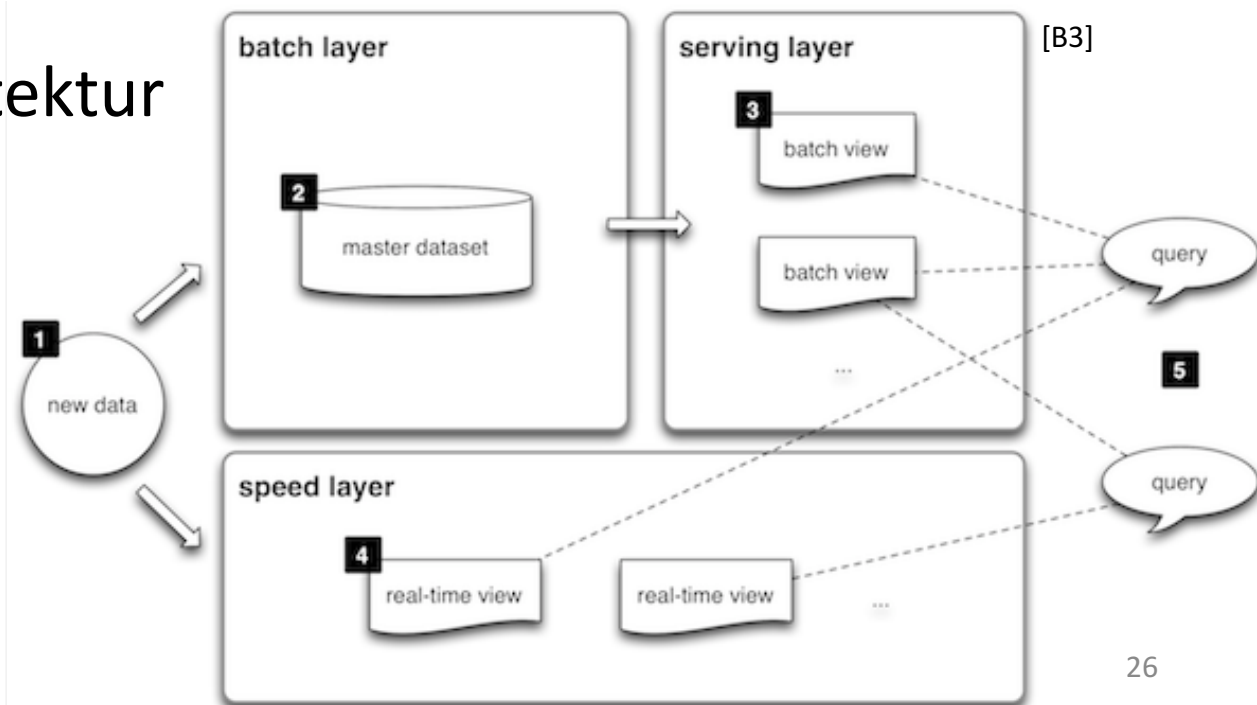 tektur
[B3]
batch layer
2
master dataset
serving layer
3
batch view
batch view
...
1
new data
speed layer
4
real-time view
real-time view
...
query
5
query
26